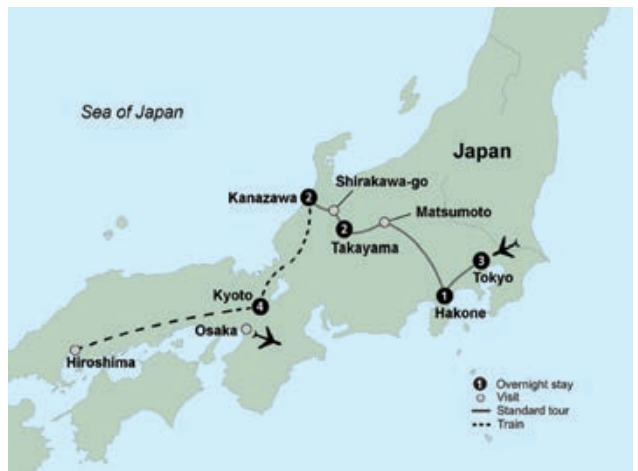 Sea of Japan
Japan
Shirakawa-go
Kanazawa
2
Matsumoto
2
Takayama
3
Tokyo
Kyoto
4
1
Hakone
Osaka
Hiroshima
1 Overnight stay
Visit
Standard tour
Train